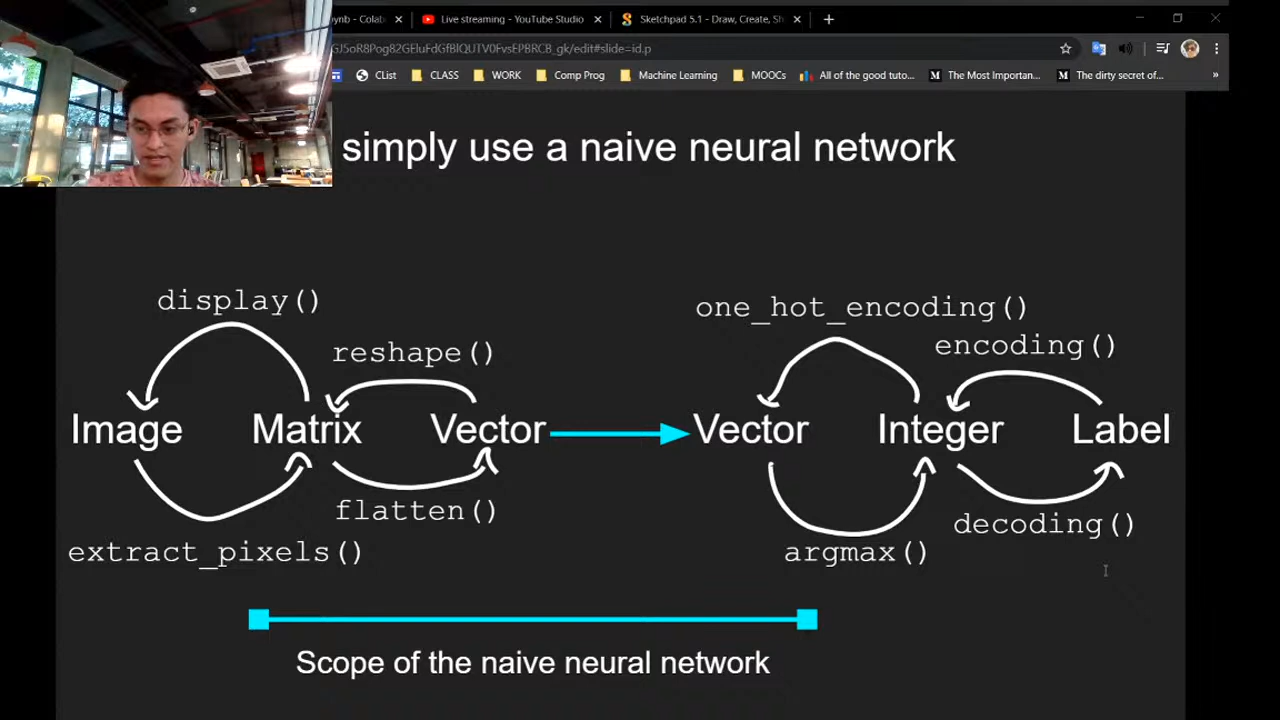 ynb - Colab
Live streaming - YouTube Studio
Sketchpad 5.1 - Draw, Create, Sh
CList
CLASS
WORK
Comp Prog
Machine Learning
MOOCs
All of the good tuto...
The Most Importan...
The dirty secret of...
simply use a naive neural network
display()
one_hot_encoding()
reshape()
encoding()
Image Matrix Vector Vector Integer Label
flatten()
decoding()
extract_pixels()
argmax()
Scope of the naive neural network